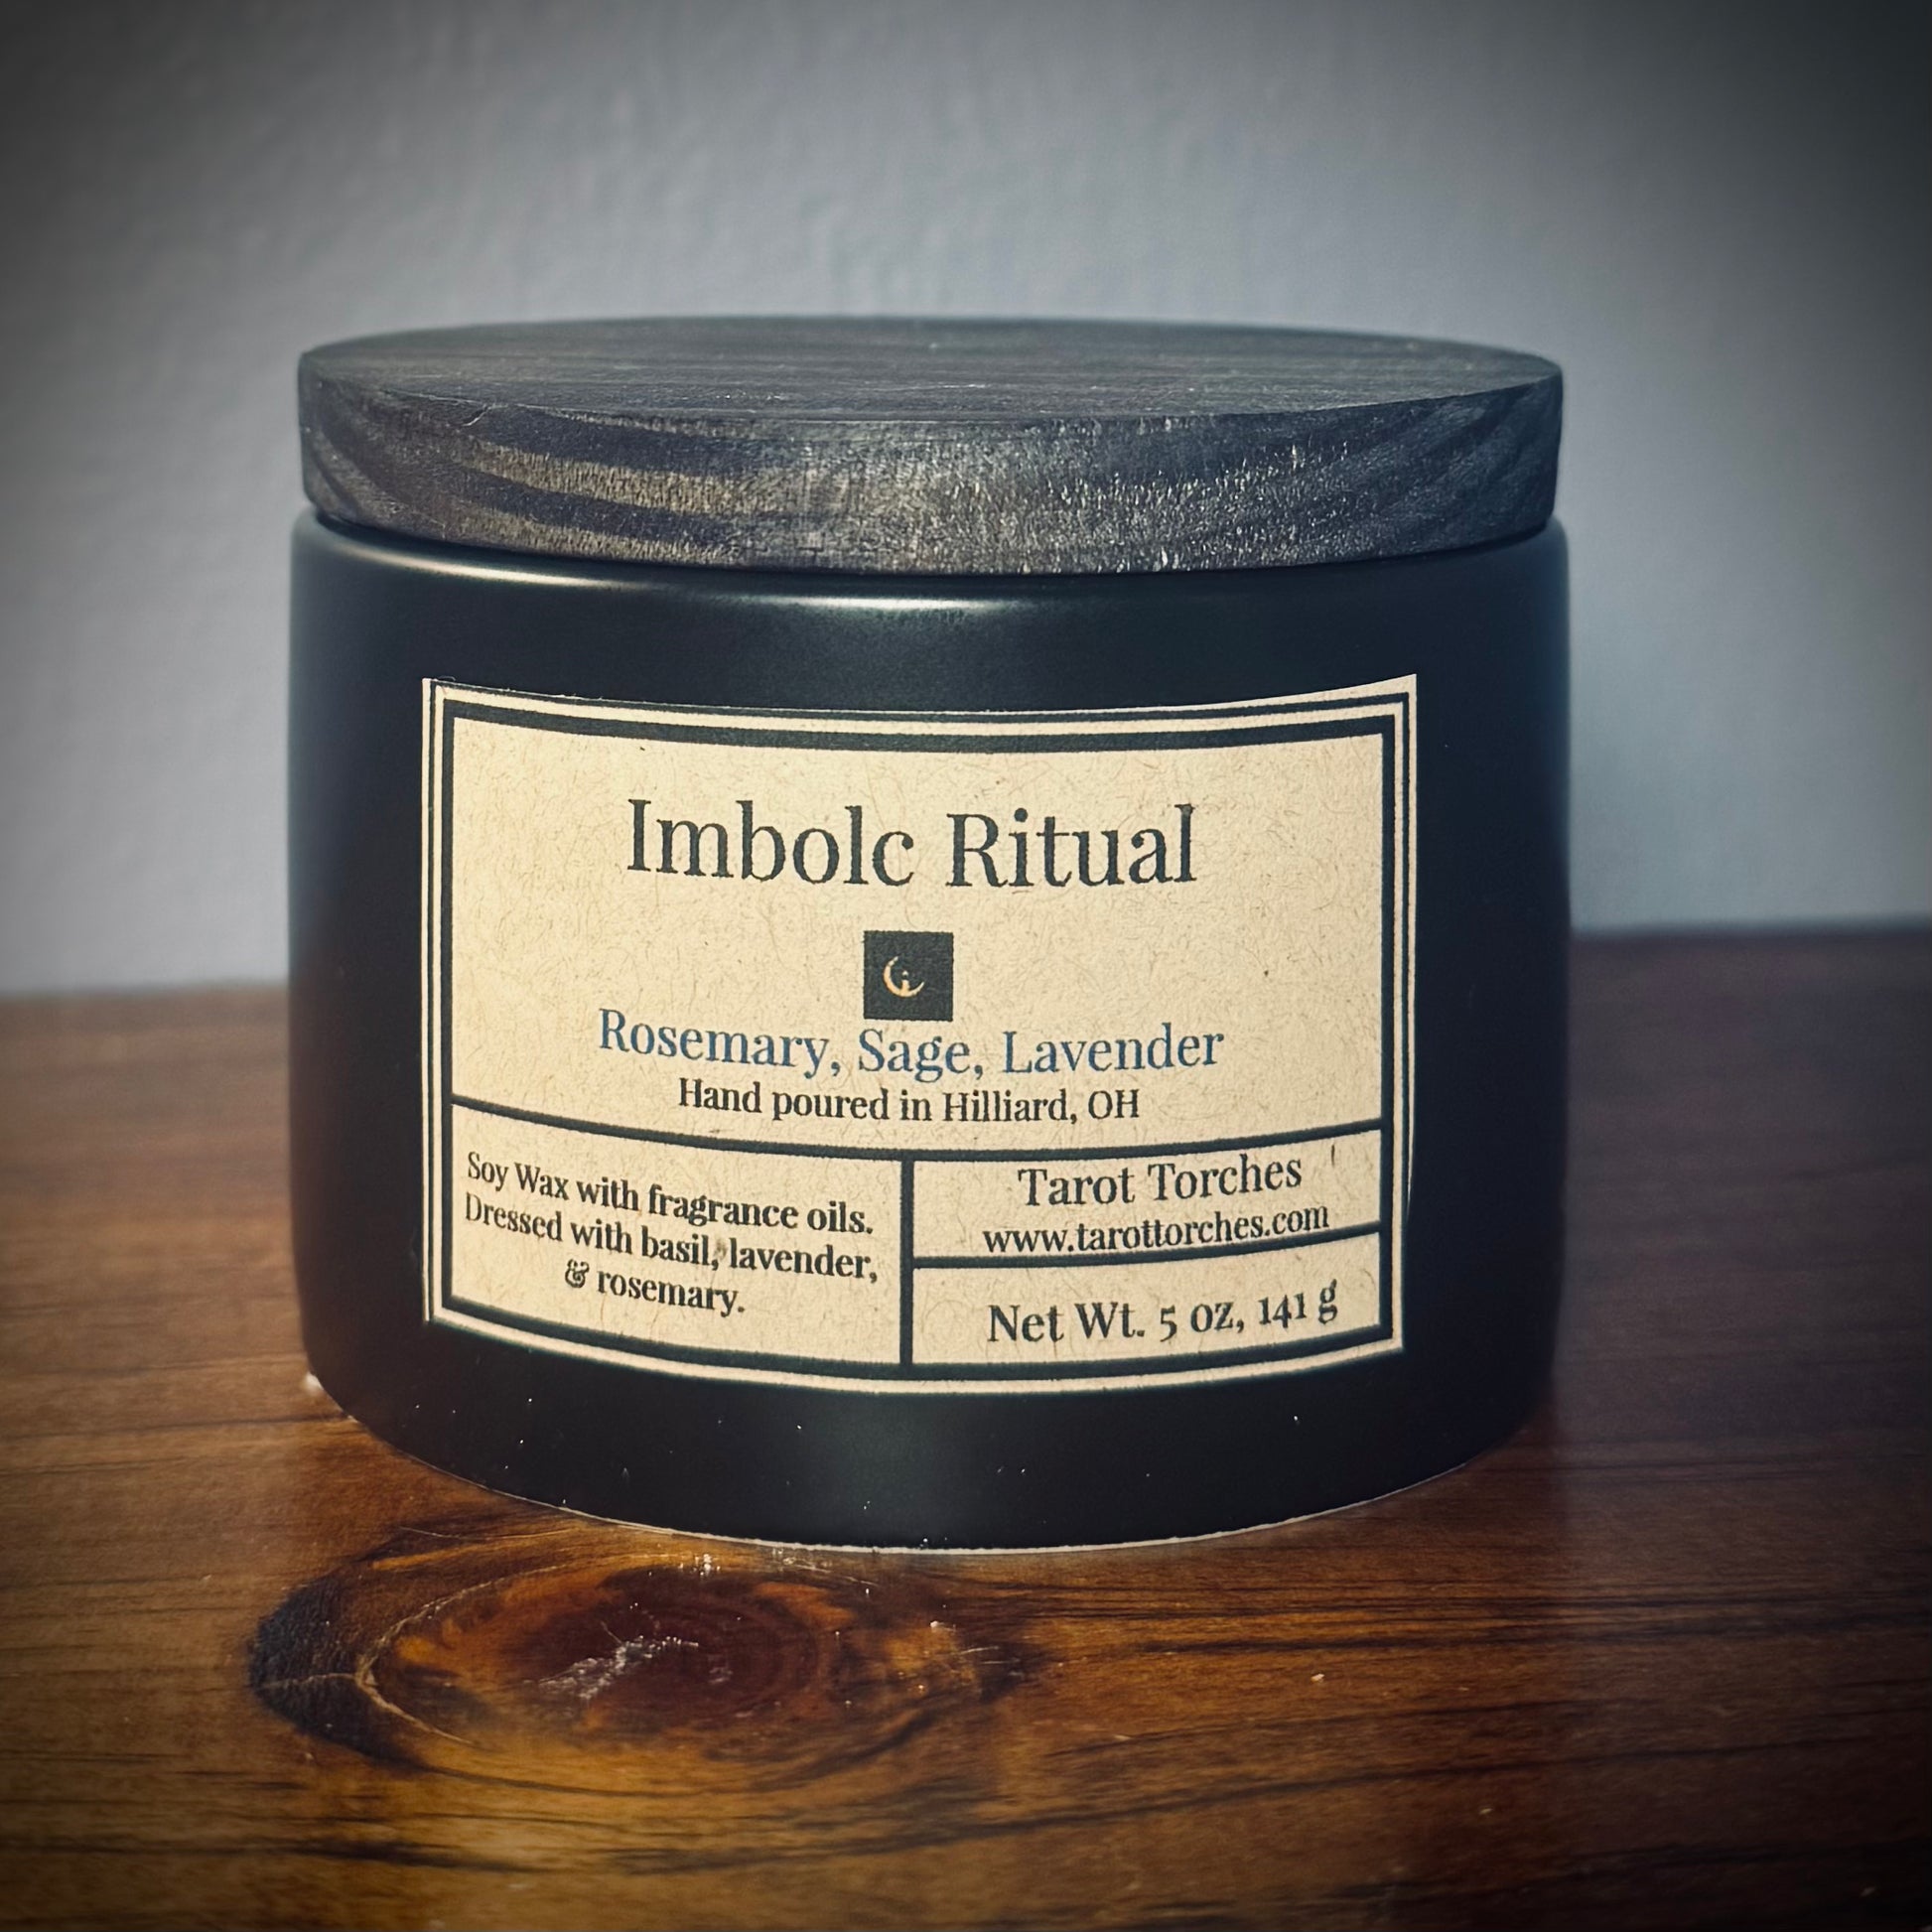 Imbolc Ritual
Rosemary, Sage, Lavender
Hand poured in Hilliard, OH
Soy Wax with fragrance oils.
Dressed with basil, lavender,
& rosemary.
Tarot Torches
www.tarottorches.com
Net Wt. 5 oz, 141 g